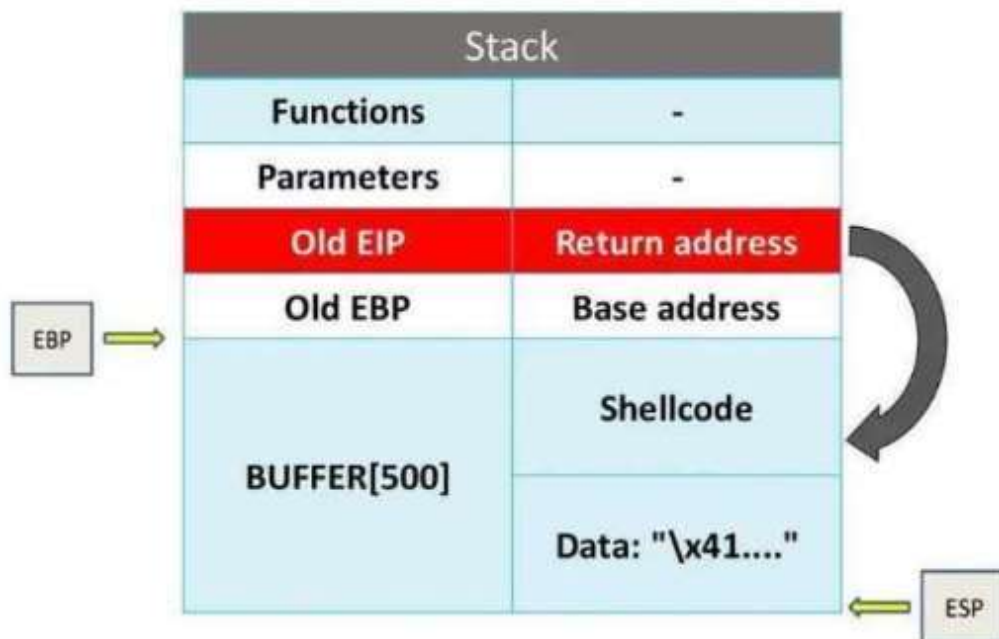 Stack
Functions -
Parameters -
Old EIP Return address
Old EBP Base address
EBP
Shellcode
BUFFER[500]
Data: "\x41...."
ESP